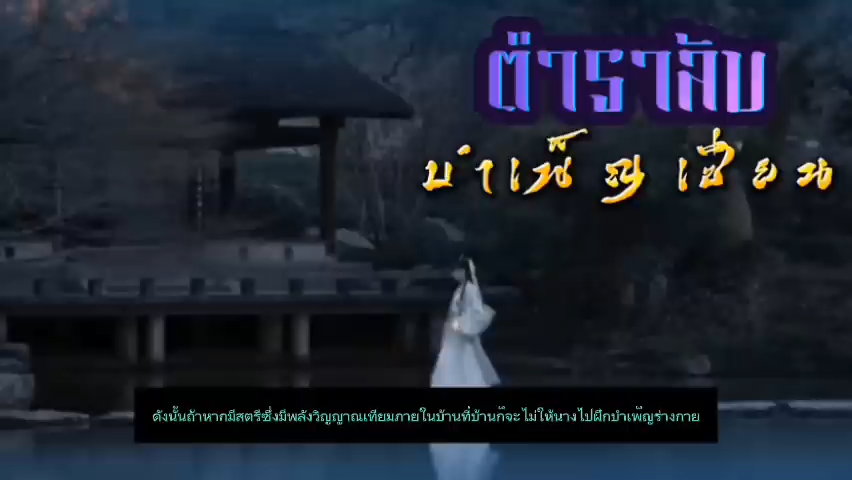 ตำราลับ
บำเพ็ญเซียน
ดังนั้นถ้าหากมีสตรีซึ่งมีพลังวิญญาณเทียมภายในบ้านที่บ้านก็จะไม่ให้นางไปฝึกบำเพ็ญร่างกาย